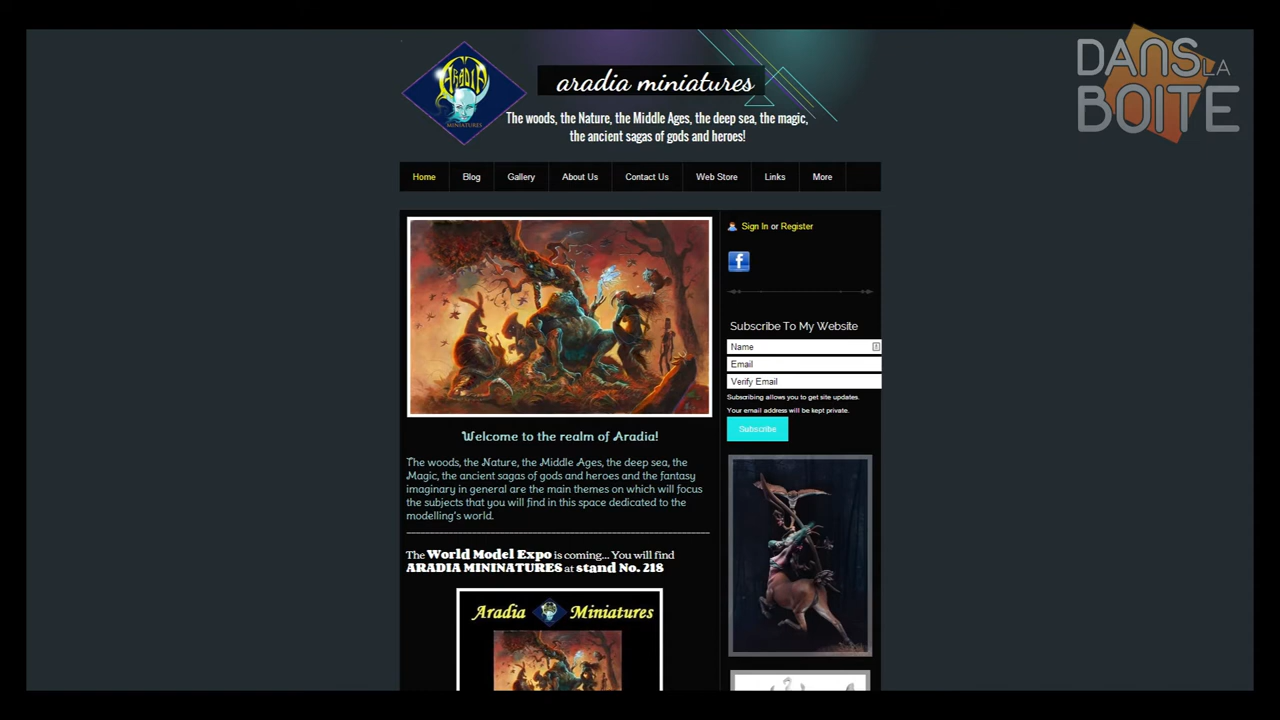 DANS LA
BOITE
ARADIA
MINIATURES
aradia miniatures
The woods, the Nature, the Middle Ages, the deep sea, the magic,
the ancient sagas of gods and heroes!
Home Blog Gallery About Us Contact Us Web Store Links More
Sign In or Register
f
Subscribe To My Website
Name
Email
Verify Email
Subscribing allows you to get site updates.
Your email address will be kept private.
Subscribe
Welcome to the realm of Aradia!
The woods, the Nature, the Middle Ages, the deep sea, the
Magic, the ancient sagas of gods and heroes and the fantasy
imaginary in general are the main themes on which will focus
the subjects that you will find in this space dedicated to the
modelling's world.
The World Model Expo is coming... You will find
ARADIA MININATURES at stand No. 218
Aradia Miniatures